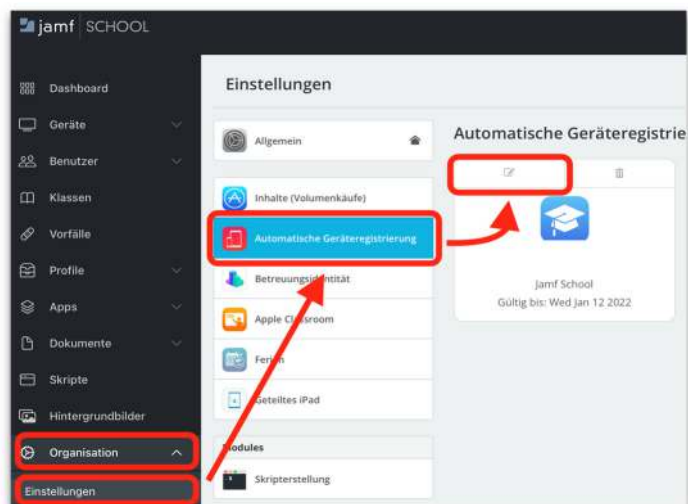 jamf SCHOOL
Dashboard
Geräte
Benutzer
Klassen
Vorfälle
Profile
Apps
Dokumente
Skripte
Hintergrundbilder
Organisation
Einstellungen
Einstellungen
Allgemein
Inhalte (Volumenkäufe)
Automatische Geräteregistrierung
Betreuungsidentität
Apple Classroom
Ferien
Geteiltes iPad
Modules
Skripterstellung
Automatische Geräteregistrie
Jamf School
Gültig bis: Wed Jan 12 2022